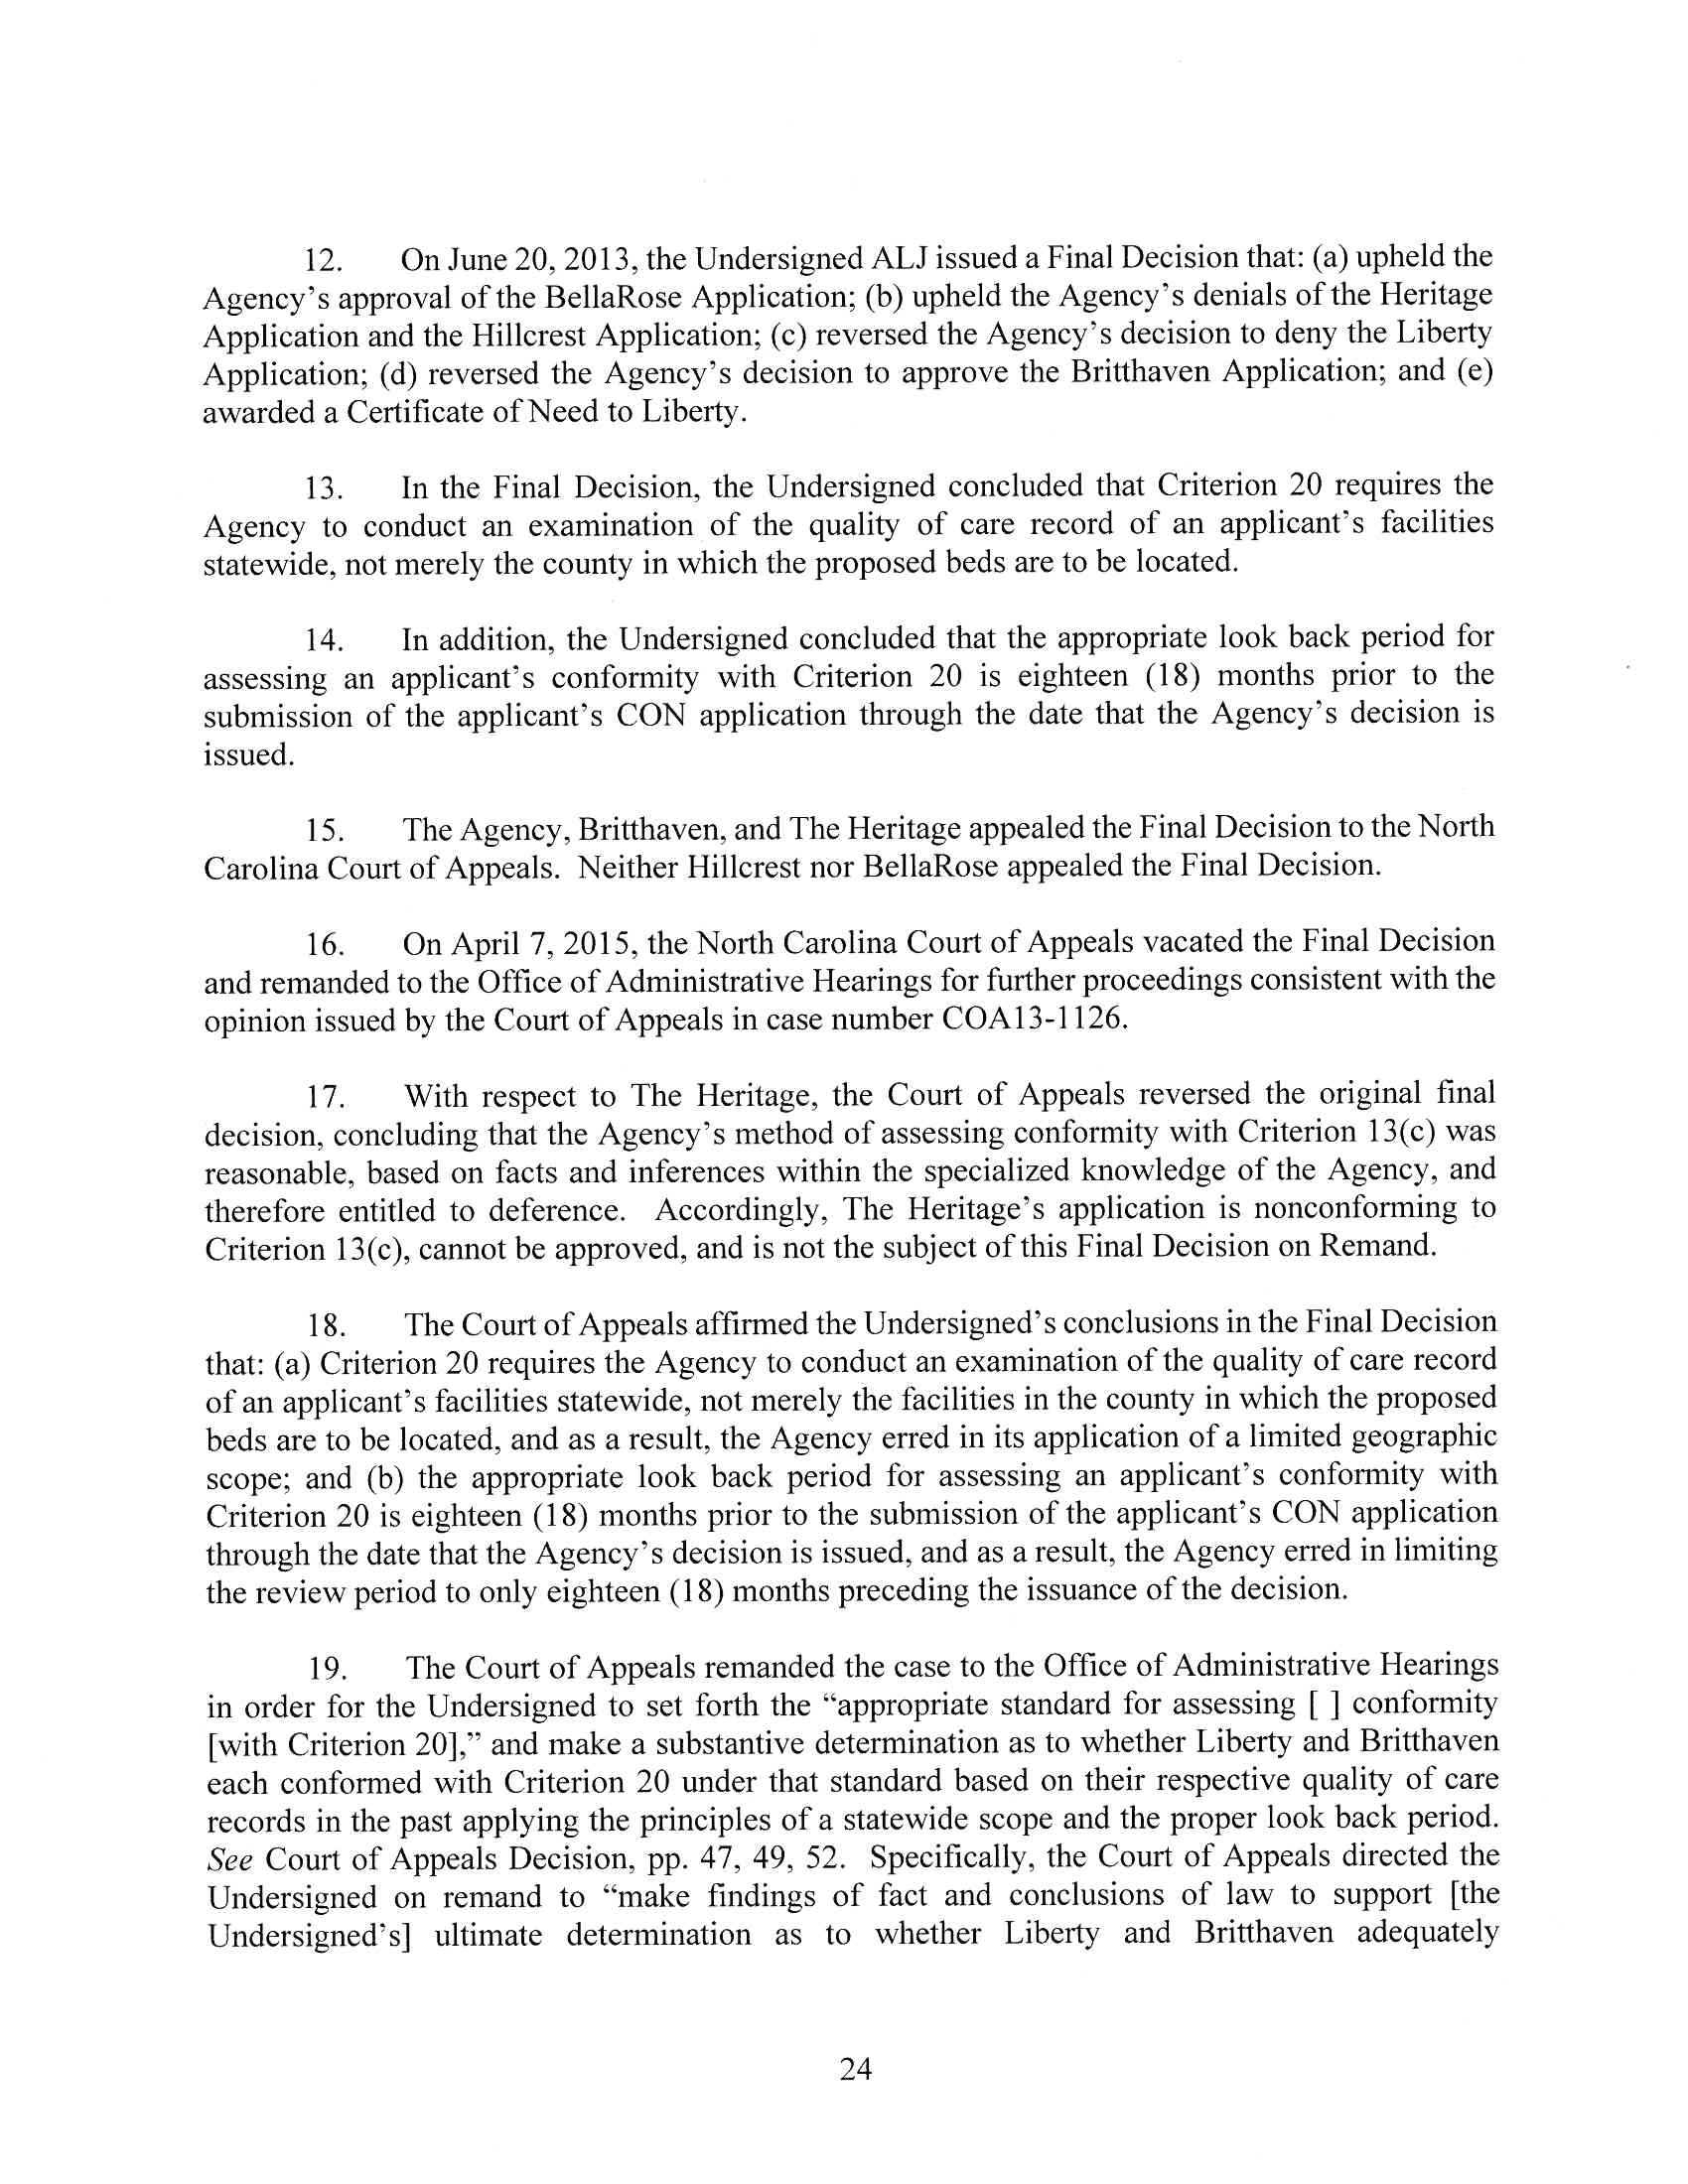 12. On June 20, 2013, the Undersigned ALJ issued a Final Decision that: (a) upheld the
Agency's approval of the BellaRose Application; (b) upheld the Agency's denials of the Heritage
Application and the Hillcrest Application; (c) reversed the Agency's decision to deny the Liberty
Application; (d) reversed the Agency's decision to approve the Britthaven Application; and (e)
awarded a Certificate of Need to Liberty.
13. In the Final Decision, the Undersigned concluded that Criterion 20 requires the
Agency to conduct an examination of the quality of care record of an applicant's facilities
statewide, not merely the county in which the proposed beds are to be located.
14. In addition, the Undersigned concluded that the appropriate look back period for
assessing an applicant's conformity with Criterion 20 is eighteen (18) months prior to the
submission of the applicant's CON application through the date that the Agency's decision is
issued.
15. The Agency, Britthaven, and The Heritage appealed the Final Decision to the North
Carolina Court of Appeals. Neither Hillcrest nor BellaRose appealed the Final Decision.
16. On April 7, 2015, the North Carolina Court of Appeals vacated the Final Decision
and remanded to the Office of Administrative Hearings for further proceedings consistent with the
opinion issued by the Court of Appeals in case number COA13-1126.
17. With respect to The Heritage, the Court of Appeals reversed the original final
decision, concluding that the Agency's method of assessing conformity with Criterion 13(c) was
reasonable, based on facts and inferences within the specialized knowledge of the Agency, and
therefore entitled to deference. Accordingly, The Heritage's application is nonconforming to
Criterion 13(c), cannot be approved, and is not the subject of this Final Decision on Remand.
18. The Court of Appeals affirmed the Undersigned's conclusions in the Final Decision
that: (a) Criterion 20 requires the Agency to conduct an examination of the quality of care record
of an applicant's facilities statewide, not merely the facilities in the county in which the proposed
beds are to be located, and as a result, the Agency erred in its application of a limited geographic
scope; and (b) the appropriate look back period for assessing an applicant's conformity with
Criterion 20 is eighteen (18) months prior to the submission of the applicant's CON application
through the date that the Agency's decision is issued, and as a result, the Agency erred in limiting
the review period to only eighteen (18) months preceding the issuance of the decision.
19. The Court of Appeals remanded the case to the Office of Administrative Hearings
in order for the Undersigned to set forth the "appropriate standard for assessing [ ] conformity
[with Criterion 20]," and make a substantive determination as to whether Liberty and Britthaven
each conformed with Criterion 20 under that standard based on their respective quality of care
records in the past applying the principles of a statewide scope and the proper look back period.
See Court of Appeals Decision, pp. 47, 49, 52. Specifically, the Court of Appeals directed the
Undersigned on remand to "make findings of fact and conclusions of law to support [the
Undersigned's] ultimate determination as to whether Liberty and Britthaven adequately
24